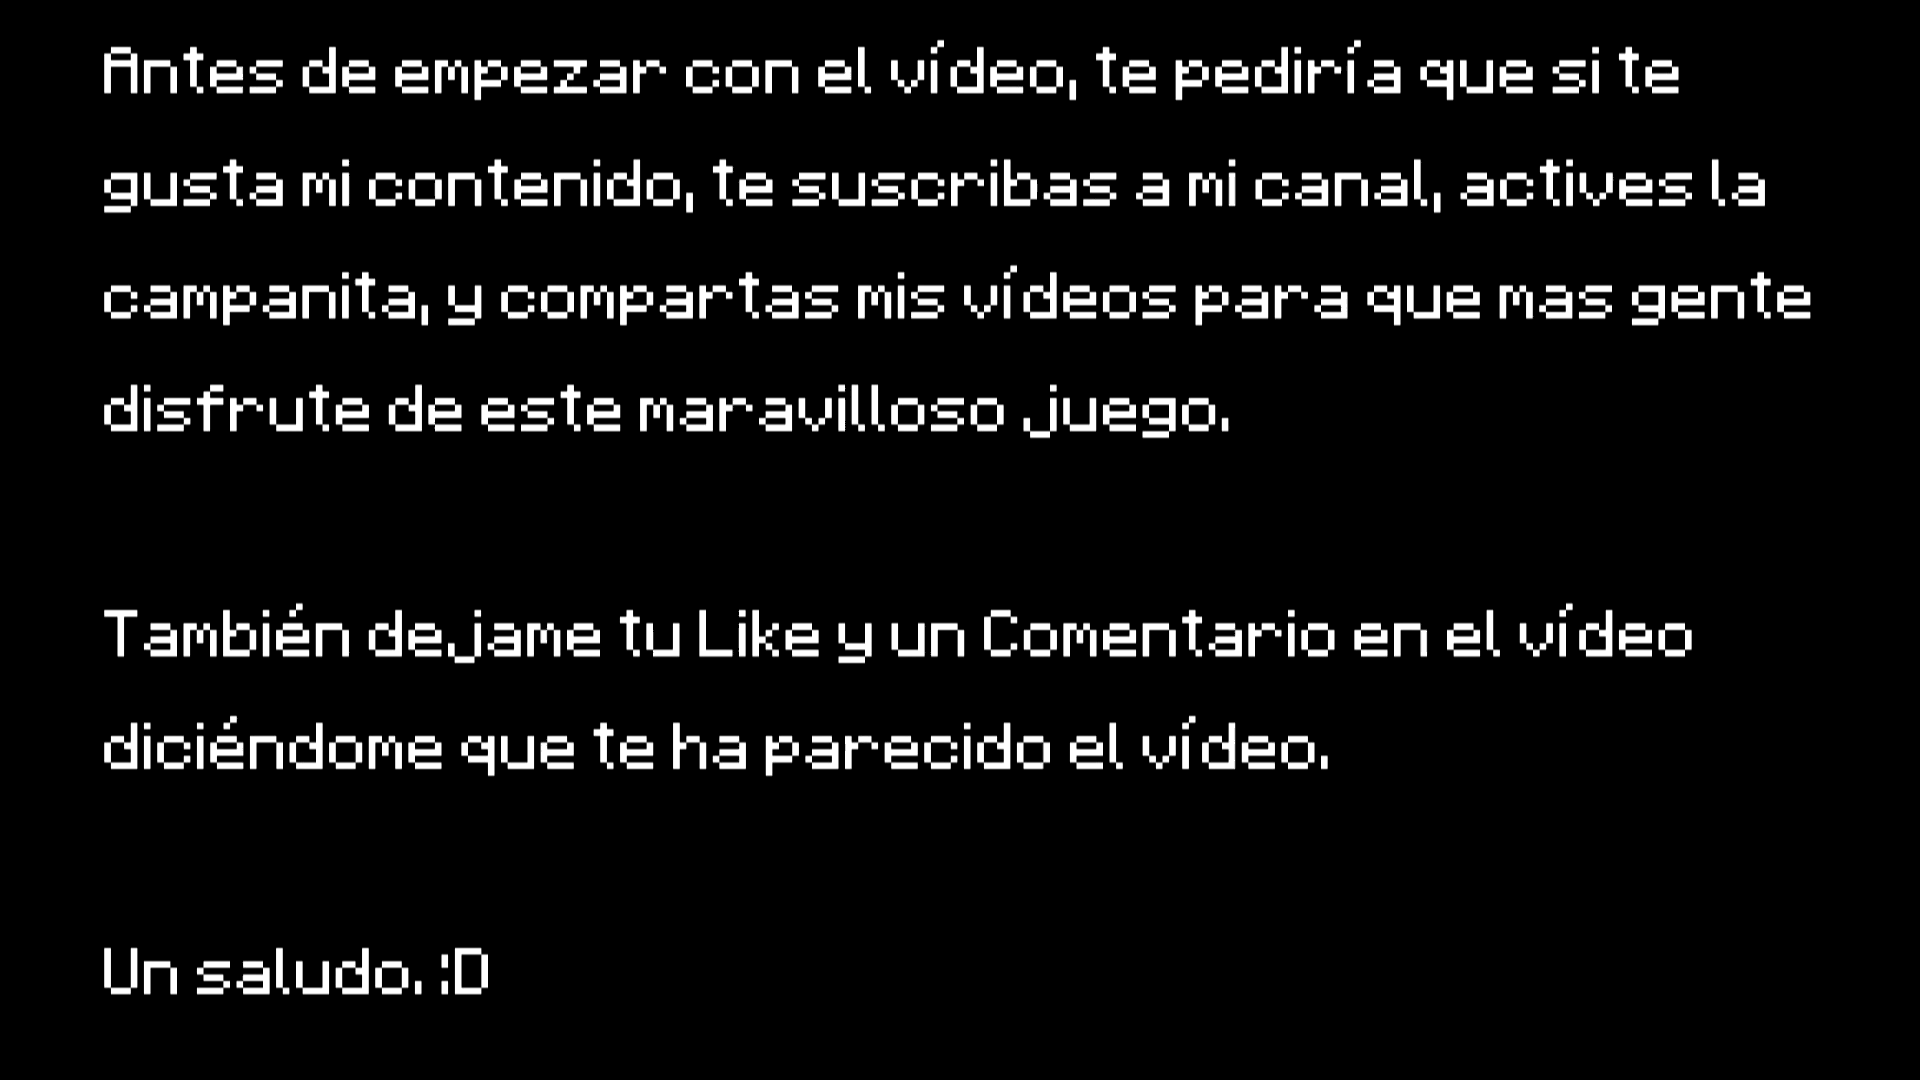 Antes de empezar con el vídeo, te pediría que si te
gusta mi contenido, te suscribas a mi canal, actives la
campanita, y compartas mis vídeos para que mas gente
disfrute de este maravilloso juego.
También dejame tu Like y un Comentario en el vídeo
diciéndome que te ha parecido el vídeo.
Un saludo. :D